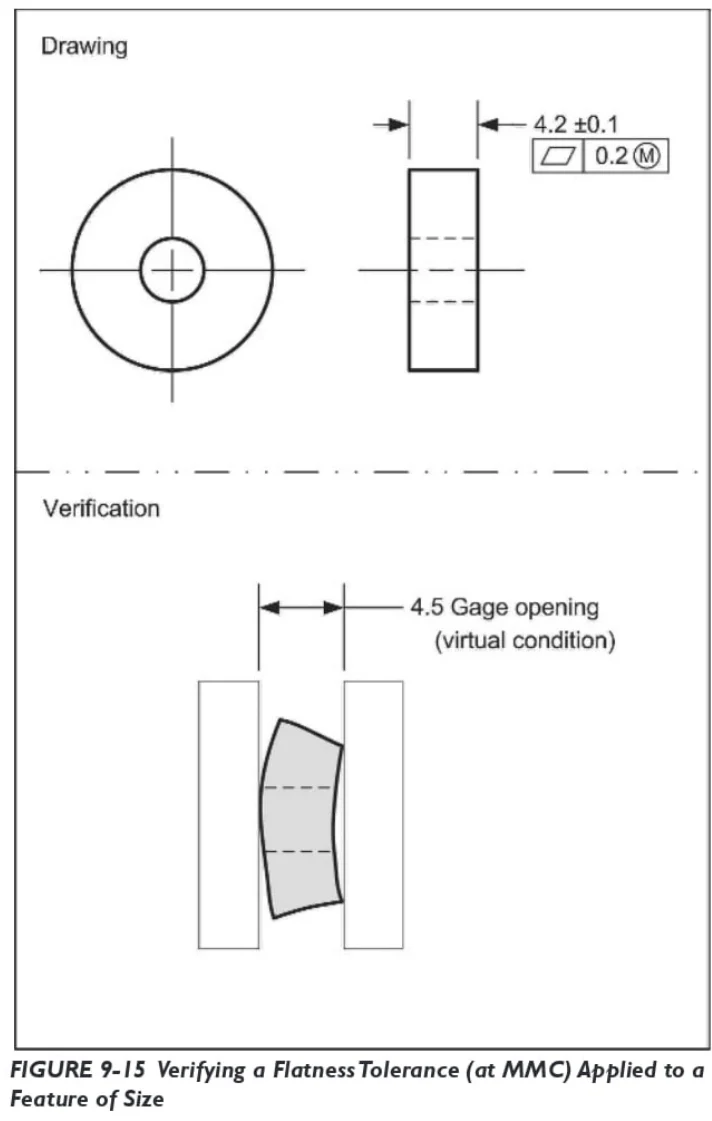 Drawing
4.2 ±0.1
⏥ 0.2 Ⓜ
Verification
4.5 Gage opening
(virtual condition)
FIGURE 9-15 Verifying a Flatness Tolerance (at MMC) Applied to a
Feature of Size